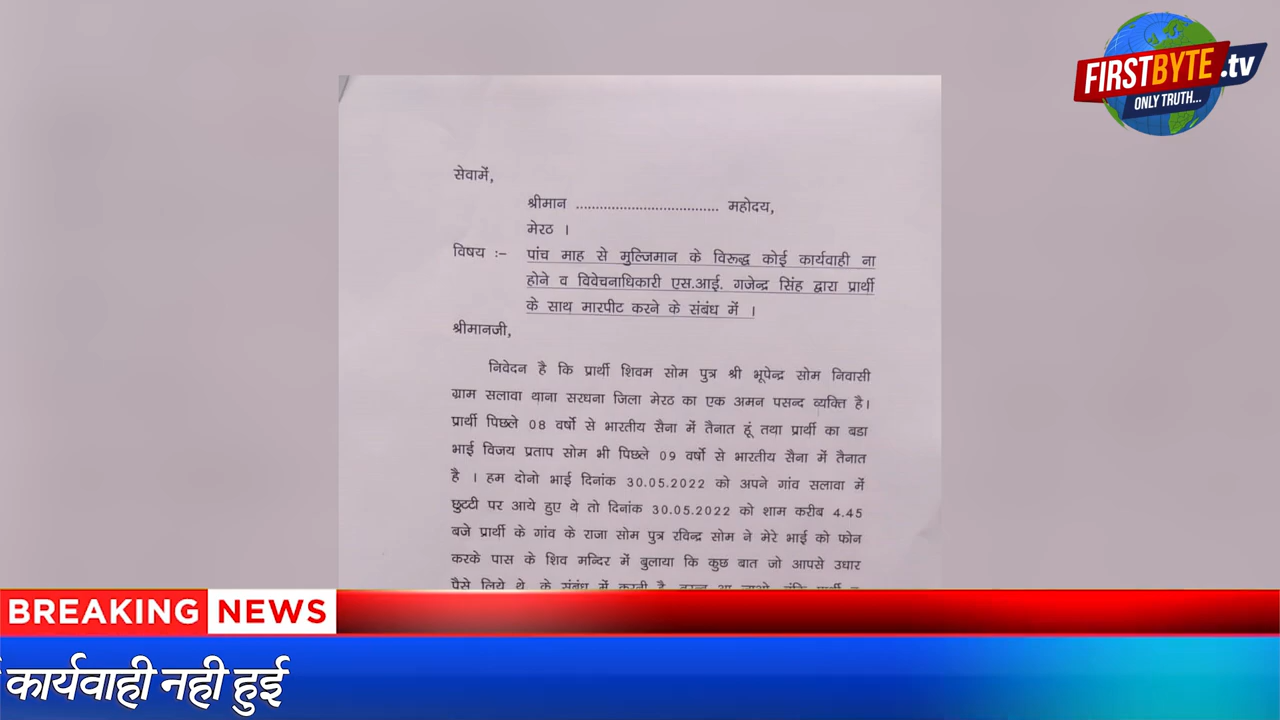 FIRSTBYTE.tv
ONLY TRUTH...
सेवामें,
श्रीमान .................................... महोदय,
मेरठ ।
विषय :– पांच माह से मुल्जिमान के विरुद्ध कोई कार्यवाही ना
होने व विवेचनाधिकारी एस.आई. गजेन्द्र सिंह द्वारा प्रार्थी
के साथ मारपीट करने के संबंध में ।
श्रीमानजी,
निवेदन है कि प्रार्थी शिवम सोम पुत्र श्री भूपेन्द्र सोम निवासी
ग्राम सलावा थाना सरधना जिला मेरठ का एक अमन पसन्द व्यक्ति है।
प्रार्थी पिछले 08 वर्षो से भारतीय सैना में तैनात हूं तथा प्रार्थी का बडा
भाई विजय प्रताप सोम भी पिछले 09 वर्षो से भारतीय सैना में तैनात
है । हम दोनो भाई दिनांक 30.05.2022 को अपने गांव सलावा में
छुटटी पर आये हुए थे तो दिनांक 30.05.2022 को शाम करीब 4.45
बजे प्रार्थी के गांव के राजा सोम पुत्र रविन्द्र सोम ने मेरे भाई को फोन
करके पास के शिव मन्दिर में बुलाया कि कुछ बात जो आपसे उधार
पैसे लिये थे, के संबंध में करनी है,
BREAKING NEWS
कार्यवाही नही हुई